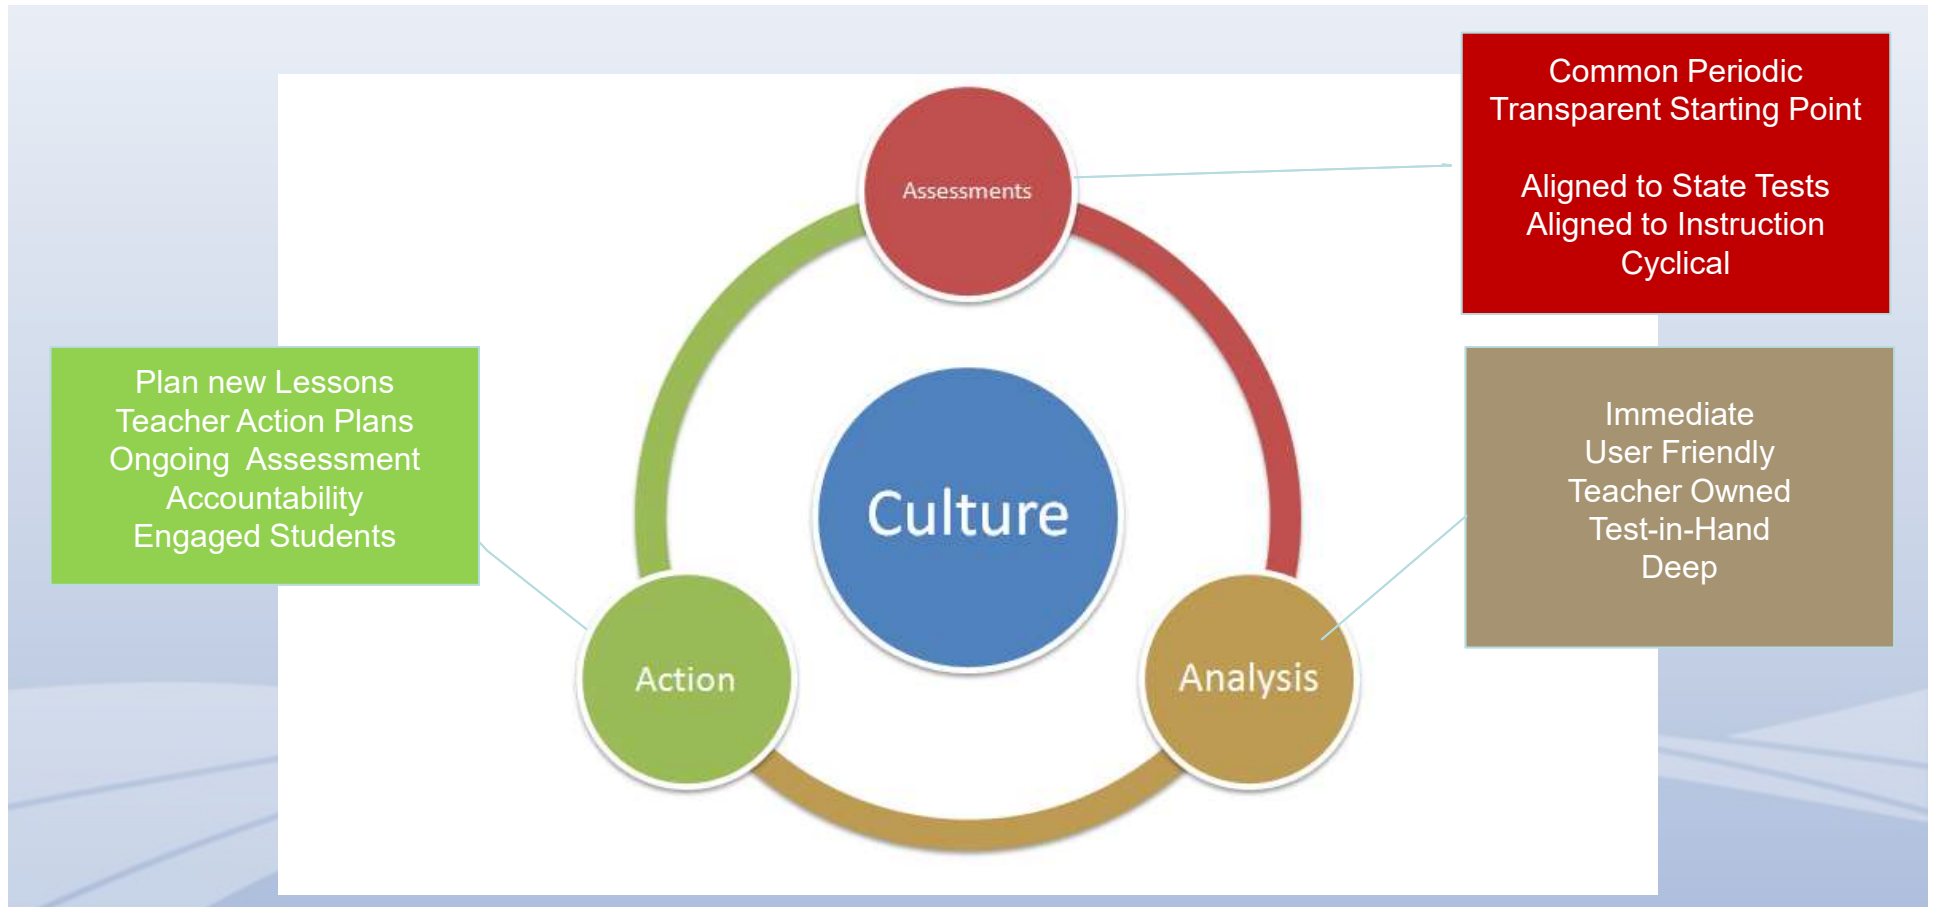 Common Periodic
Transparent Starting Point
Aligned to State Tests
Aligned to Instruction
Cyclical
Assessments
Plan new Lessons
Teacher Action Plans
Ongoing  Assessment
Accountability
Engaged Students
Culture
Immediate
User Friendly
Teacher Owned
Test-in-Hand
Deep
Action
Analysis